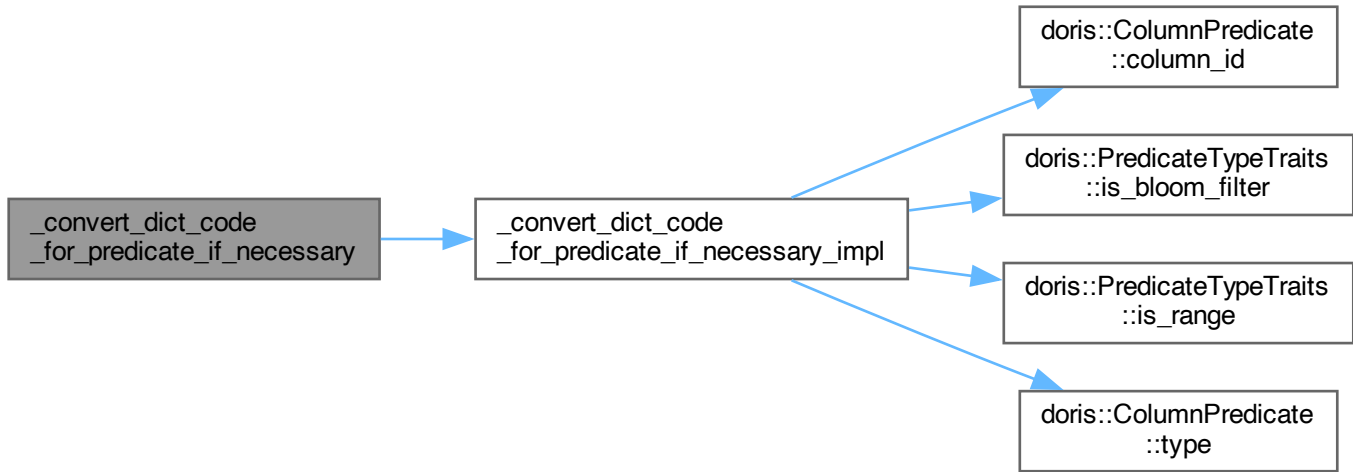 _convert_dict_code
_for_predicate_if_necessary
_convert_dict_code
_for_predicate_if_necessary_impl
doris::ColumnPredicate
::column_id
doris::PredicateTypeTraits
::is_bloom_filter
doris::PredicateTypeTraits
::is_range
doris::ColumnPredicate
::type